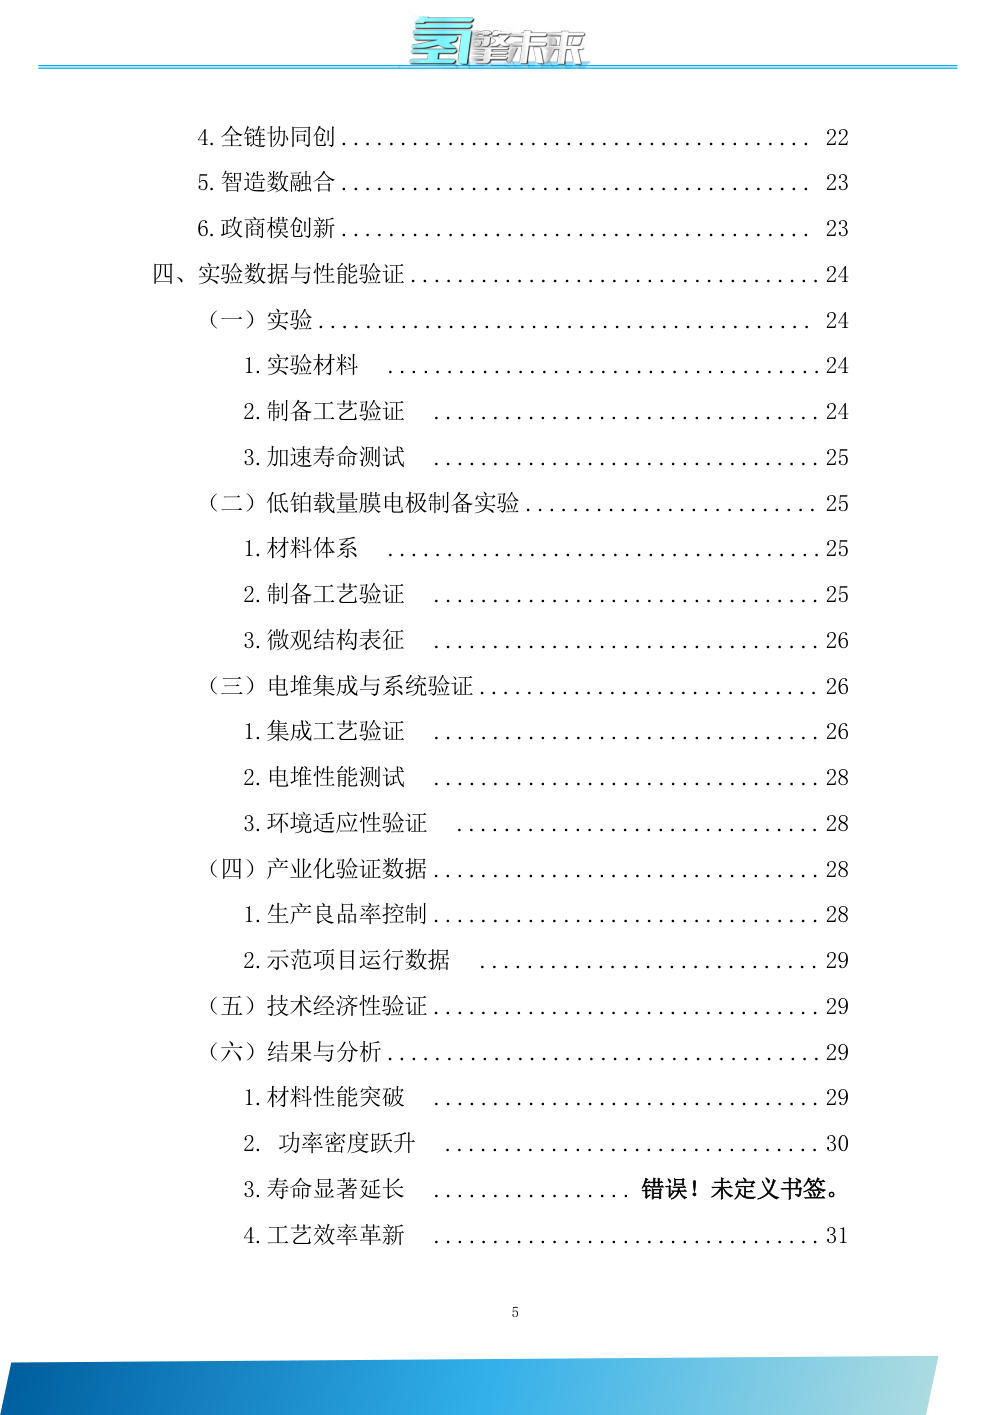 氢擎未来
4.全链协同创........................................ 22
5.智造数融合........................................ 23
6.政商模创新........................................ 23
四、实验数据与性能验证...................................24
（一）实验.......................................... 24
1.实验材料 .....................................24
2.制备工艺验证 .................................24
3.加速寿命测试 .................................25
（二）低铂载量膜电极制备实验......................... 25
1.材料体系 .....................................25
2.制备工艺验证 .................................25
3.微观结构表征 .................................26
（三）电堆集成与系统验证............................. 26
1.集成工艺验证 .................................26
2.电堆性能测试 .................................28
3.环境适应性验证 ...............................28
（四）产业化验证数据.................................28
1.生产良品率控制.................................28
2.示范项目运行数据 .............................29
（五）技术经济性验证.................................29
（六）结果与分析.....................................29
1.材料性能突破 .................................29
2. 功率密度跃升 ................................30
3.寿命显著延长 ................. 错误！未定义书签。
4.工艺效率革新 .................................31
5